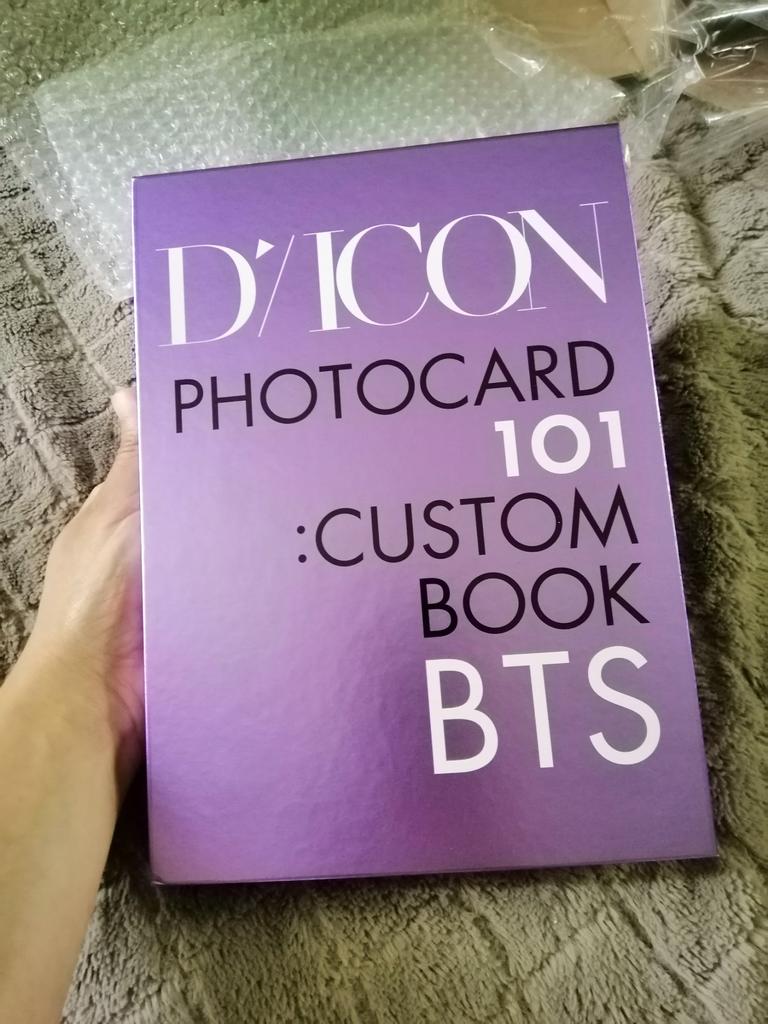 D'/ICON
PHOTOCARD
101
:CUSTOM
BOOK
BTS